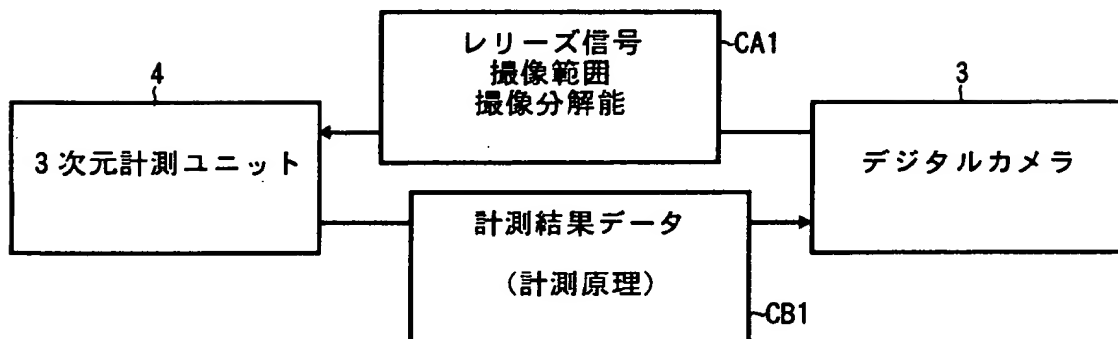 レリーズ信号
撮像範囲
撮像分解能
CA1
4
3次元計測ユニット
3
デジタルカメラ
計測結果データ
(計測原理)
CB1